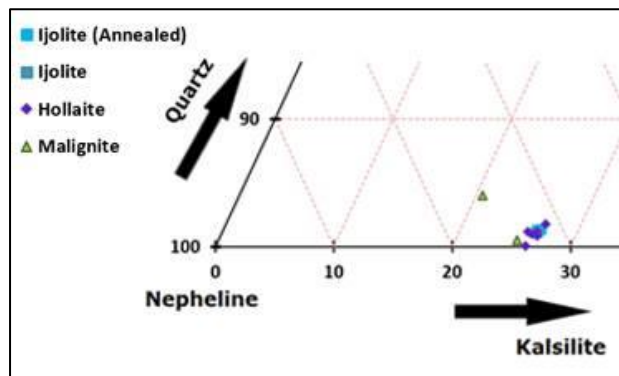 Ijolite (Annealed)
Ijolite
Hollaite
Malignite
Quartz
90
100
0
10
20
30
Nepheline
Kalsilite